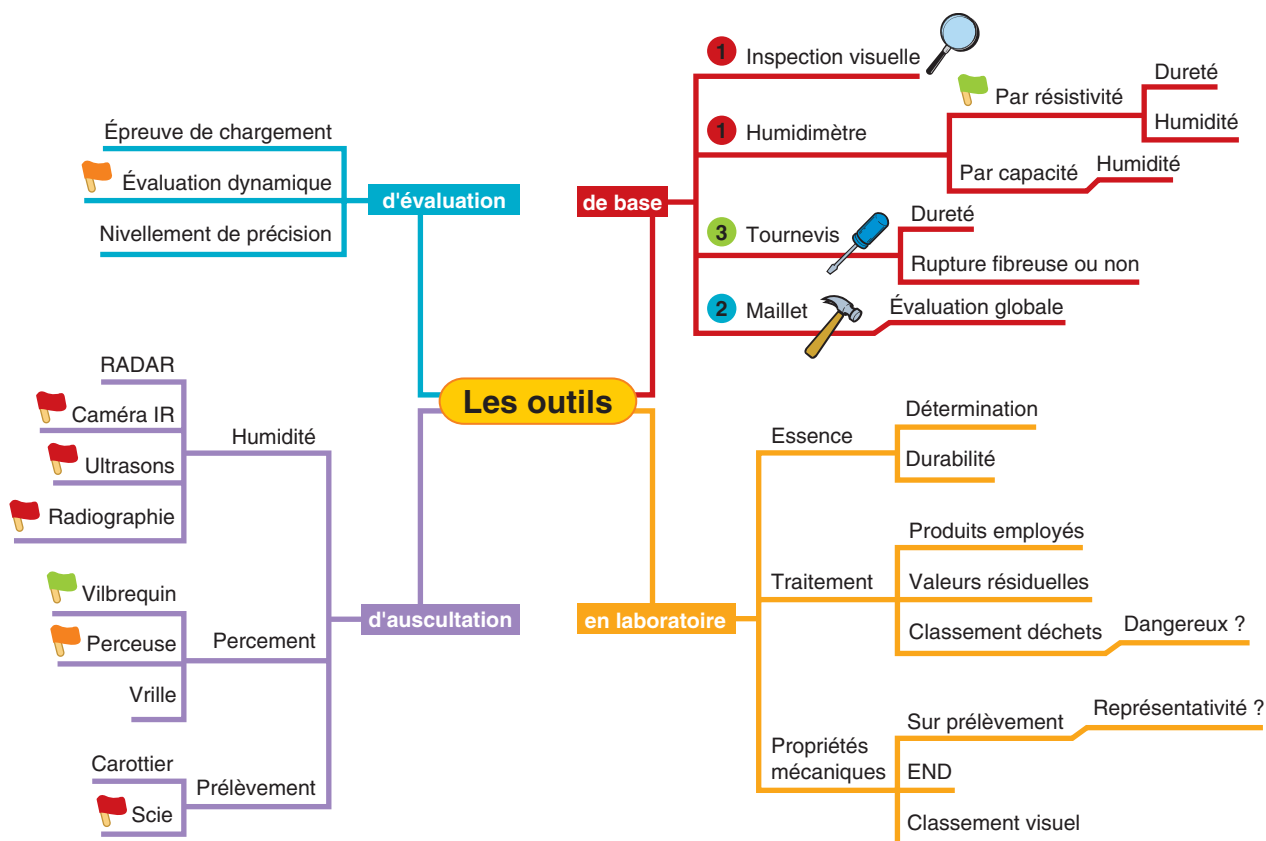 Les outils
d'évaluation
Épreuve de chargement
Évaluation dynamique
Nivellement de précision
de base
1 Inspection visuelle
1 Humidimètre
Par résistivité
Dureté
Humidité
Par capacité
Humidité
3 Tournevis
Dureté
Rupture fibreuse ou non
2 Maillet
Évaluation globale
d'auscultation
Humidité
RADAR
Caméra IR
Ultrasons
Radiographie
Percement
Vilbrequin
Perceuse
Vrille
Prélèvement
Carottier
Scie
en laboratoire
Essence
Détermination
Durabilité
Traitement
Produits employés
Valeurs résiduelles
Classement déchets
Dangereux ?
Propriétés
mécaniques
Sur prélèvement
Représentativité ?
END
Classement visuel